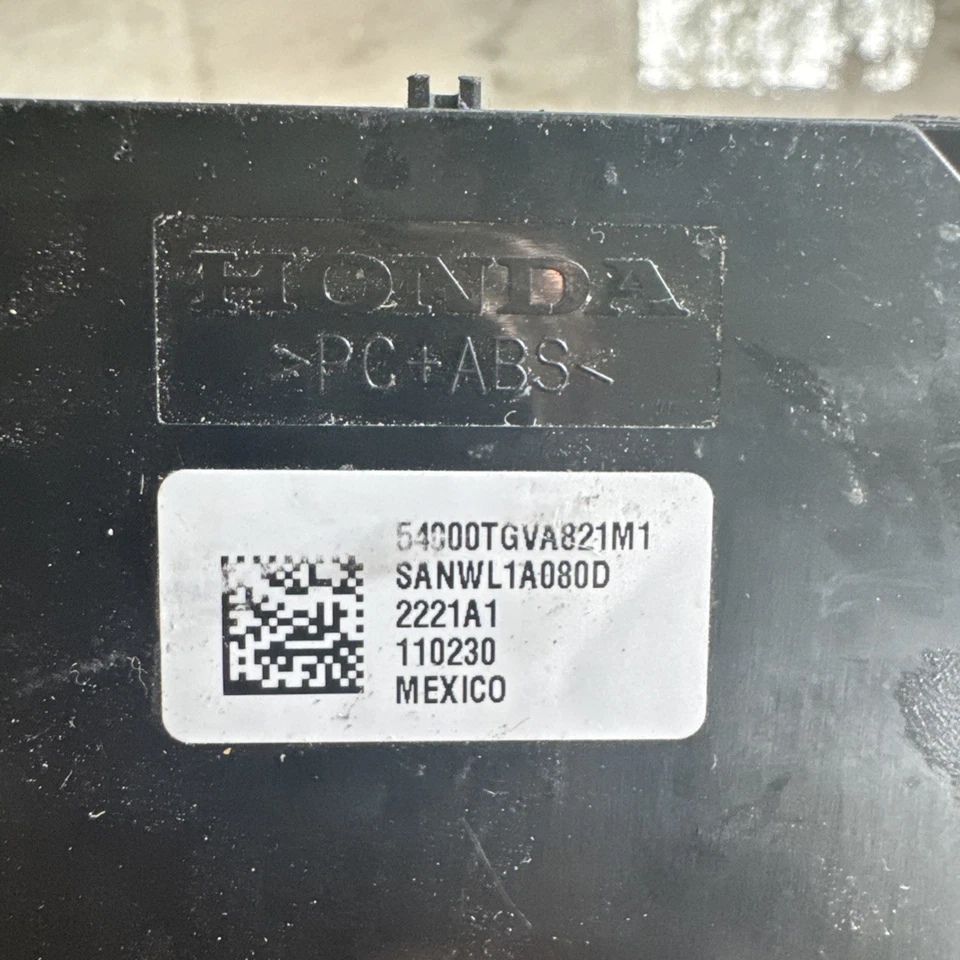 HONDA
>PC+ABS<
54000TGVA821M1
SANWL1A080D
2221A1
110230
MEXICO